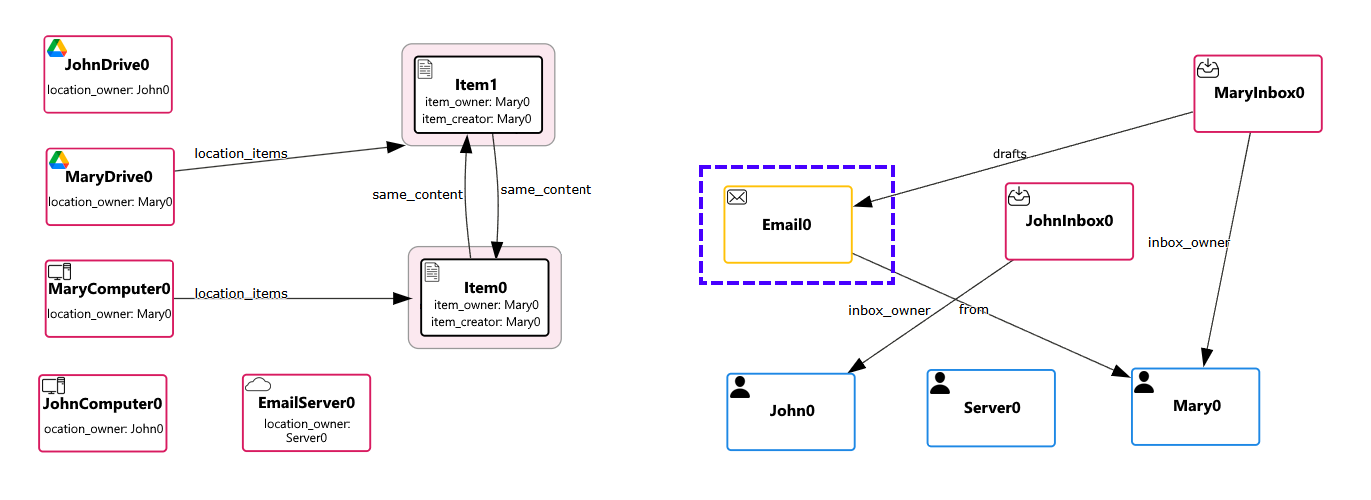 JohnDrive0
location_owner: John0
MaryDrive0
location_owner: Mary0
MaryComputer0
location_owner: Mary0
JohnComputer0
ocation_owner: John0
EmailServer0
location_owner:
Server0
location_items
location_items
Item1
item_owner: Mary0
item_creator: Mary0
same_content
same_content
Item0
item_owner: Mary0
item_creator: Mary0
MaryInbox0
drafts
Email0
JohnInbox0
inbox_owner
inbox_owner
from
John0
Server0
Mary0